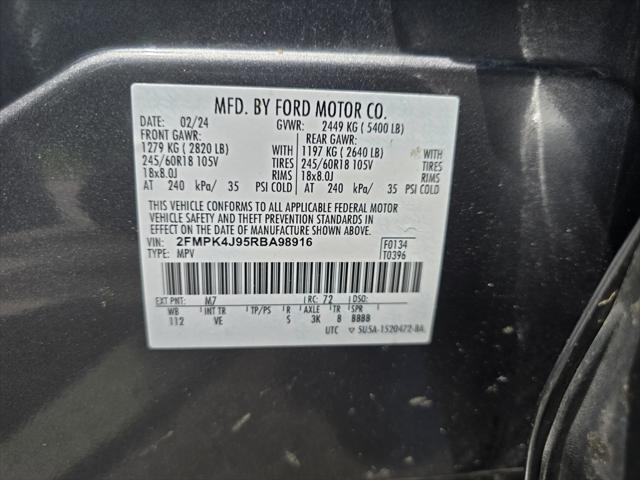 MFD. BY FORD MOTOR CO.
DATE: 02/24 GVWR: 2449 KG ( 5400 LB)
FRONT GAWR: REAR GAWR:
1279 KG ( 2820 LB) WITH 1197 KG ( 2640 LB) WITH
245/60R18 105V TIRES 245/60R18 105V TIRES
18x8.0J RIMS 18x8.0J RIMS
AT 240 kPa/ 35 PSI COLD AT 240 kPa/ 35 PSI COLD
THIS VEHICLE CONFORMS TO ALL APPLICABLE FEDERAL MOTOR
VEHICLE SAFETY AND THEFT PREVENTION STANDARDS IN
EFFECT ON THE DATE OF MANUFACTURE SHOWN ABOVE.
VIN: 2FMPK4J95RBA98916 F0134
TYPE: MPV T0396
EXT PNT: M7 RC: 72 DSO:
WB INT TR TP/PS R AXLE TR SPR
112 VE S 3K 8 BBBB
UTC ▽ 5U5A-1520472-BA